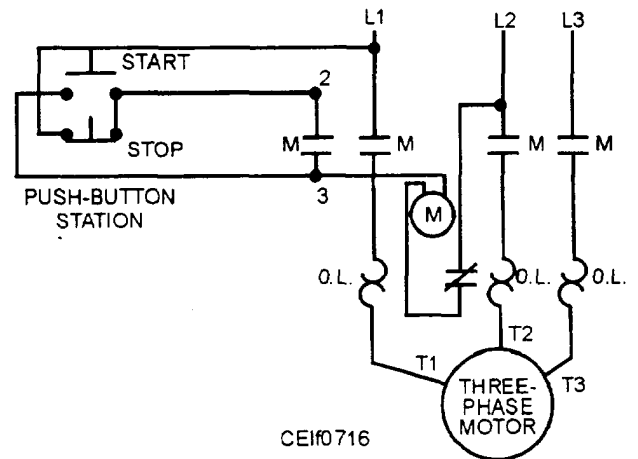 L1
L2
L3
START
2
STOP
M
M
M
M
3
PUSH-BUTTON
STATION
M
O.L.
O.L.
O.L.
T1
T2
T3
THREE-
PHASE
MOTOR
CEIf0716